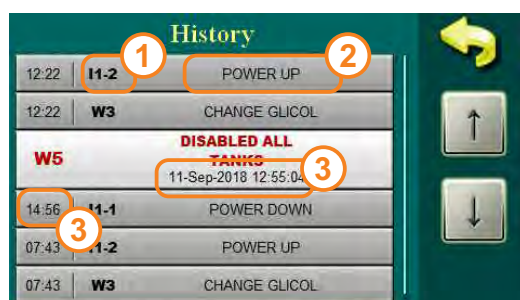 History
1
2
12:22 I1-2 POWER UP
12:22 W3 CHANGE GLICOL
W5 DISABLED ALL
TANKS
11-Sep-2018 12:55:04
3
14:56 I1-1 POWER DOWN
3
07:43 I1-2 POWER UP
07:43 W3 CHANGE GLICOL